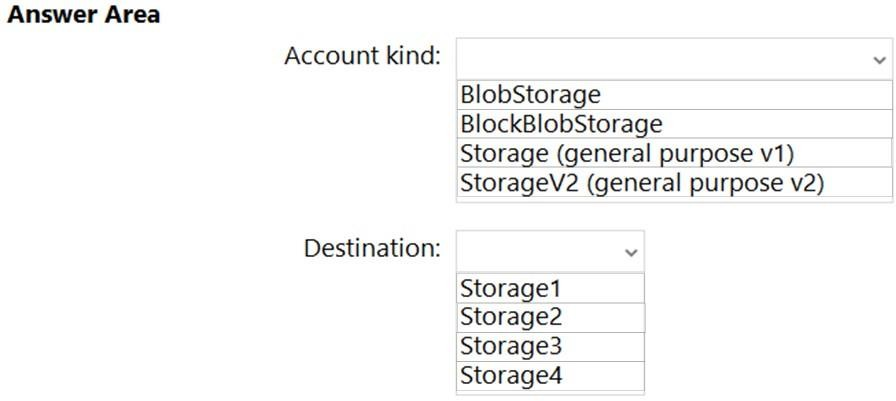 Answer Area
Account kind:
BlobStorage
BlockBlobStorage
Storage (general purpose v1)
StorageV2 (general purpose v2)
Destination:
Storage1
Storage2
Storage3
Storage4